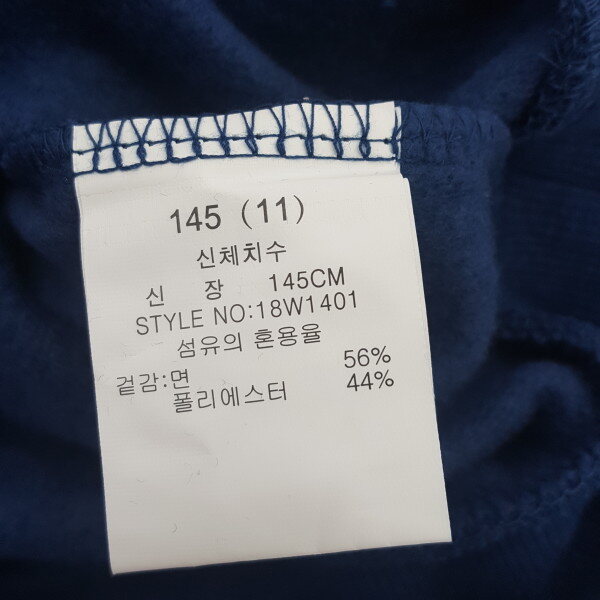 145 (11)
신체치수
신 장 145CM
STYLE NO:18W1401
섬유의 혼용율
겉감:면 56%
폴리에스터 44%